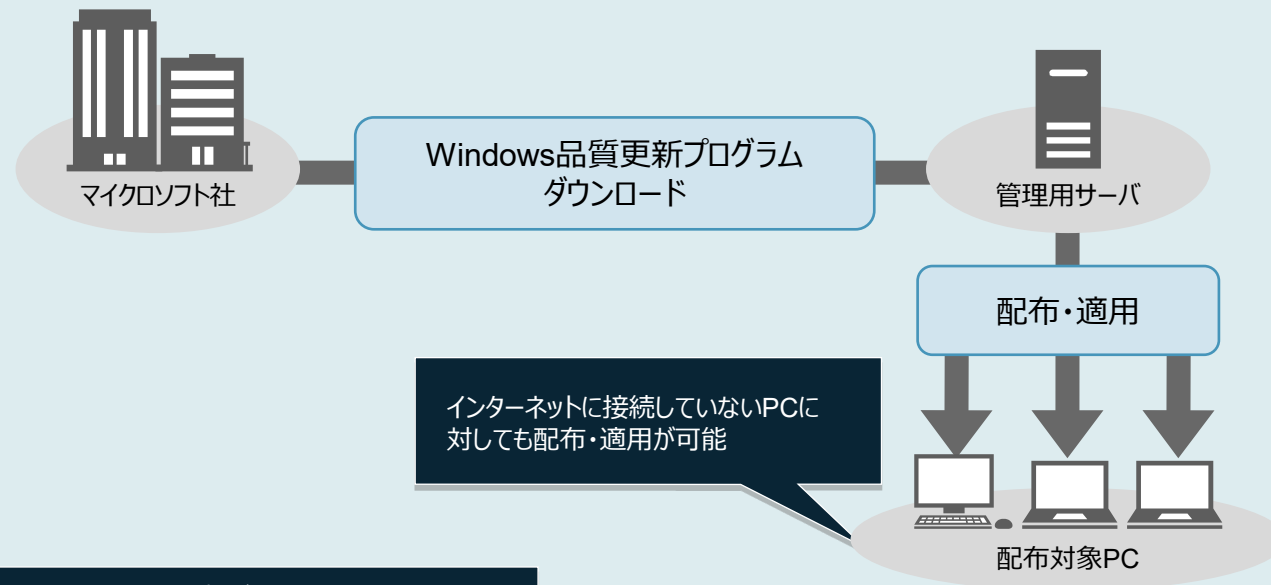 マイクロソフト社
Windows品質更新プログラム
ダウンロード
管理用サーバ
配布・適用
インターネットに接続していないPCに
対しても配布・適用が可能
配布対象PC